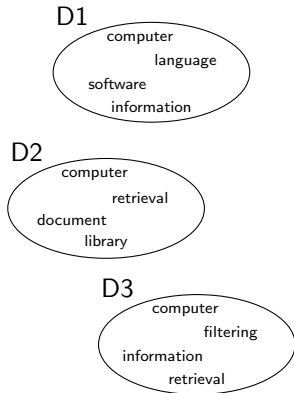 D1
computer
language
software
information
D2
computer
retrieval
document
library
D3
computer
filtering
information
retrieval